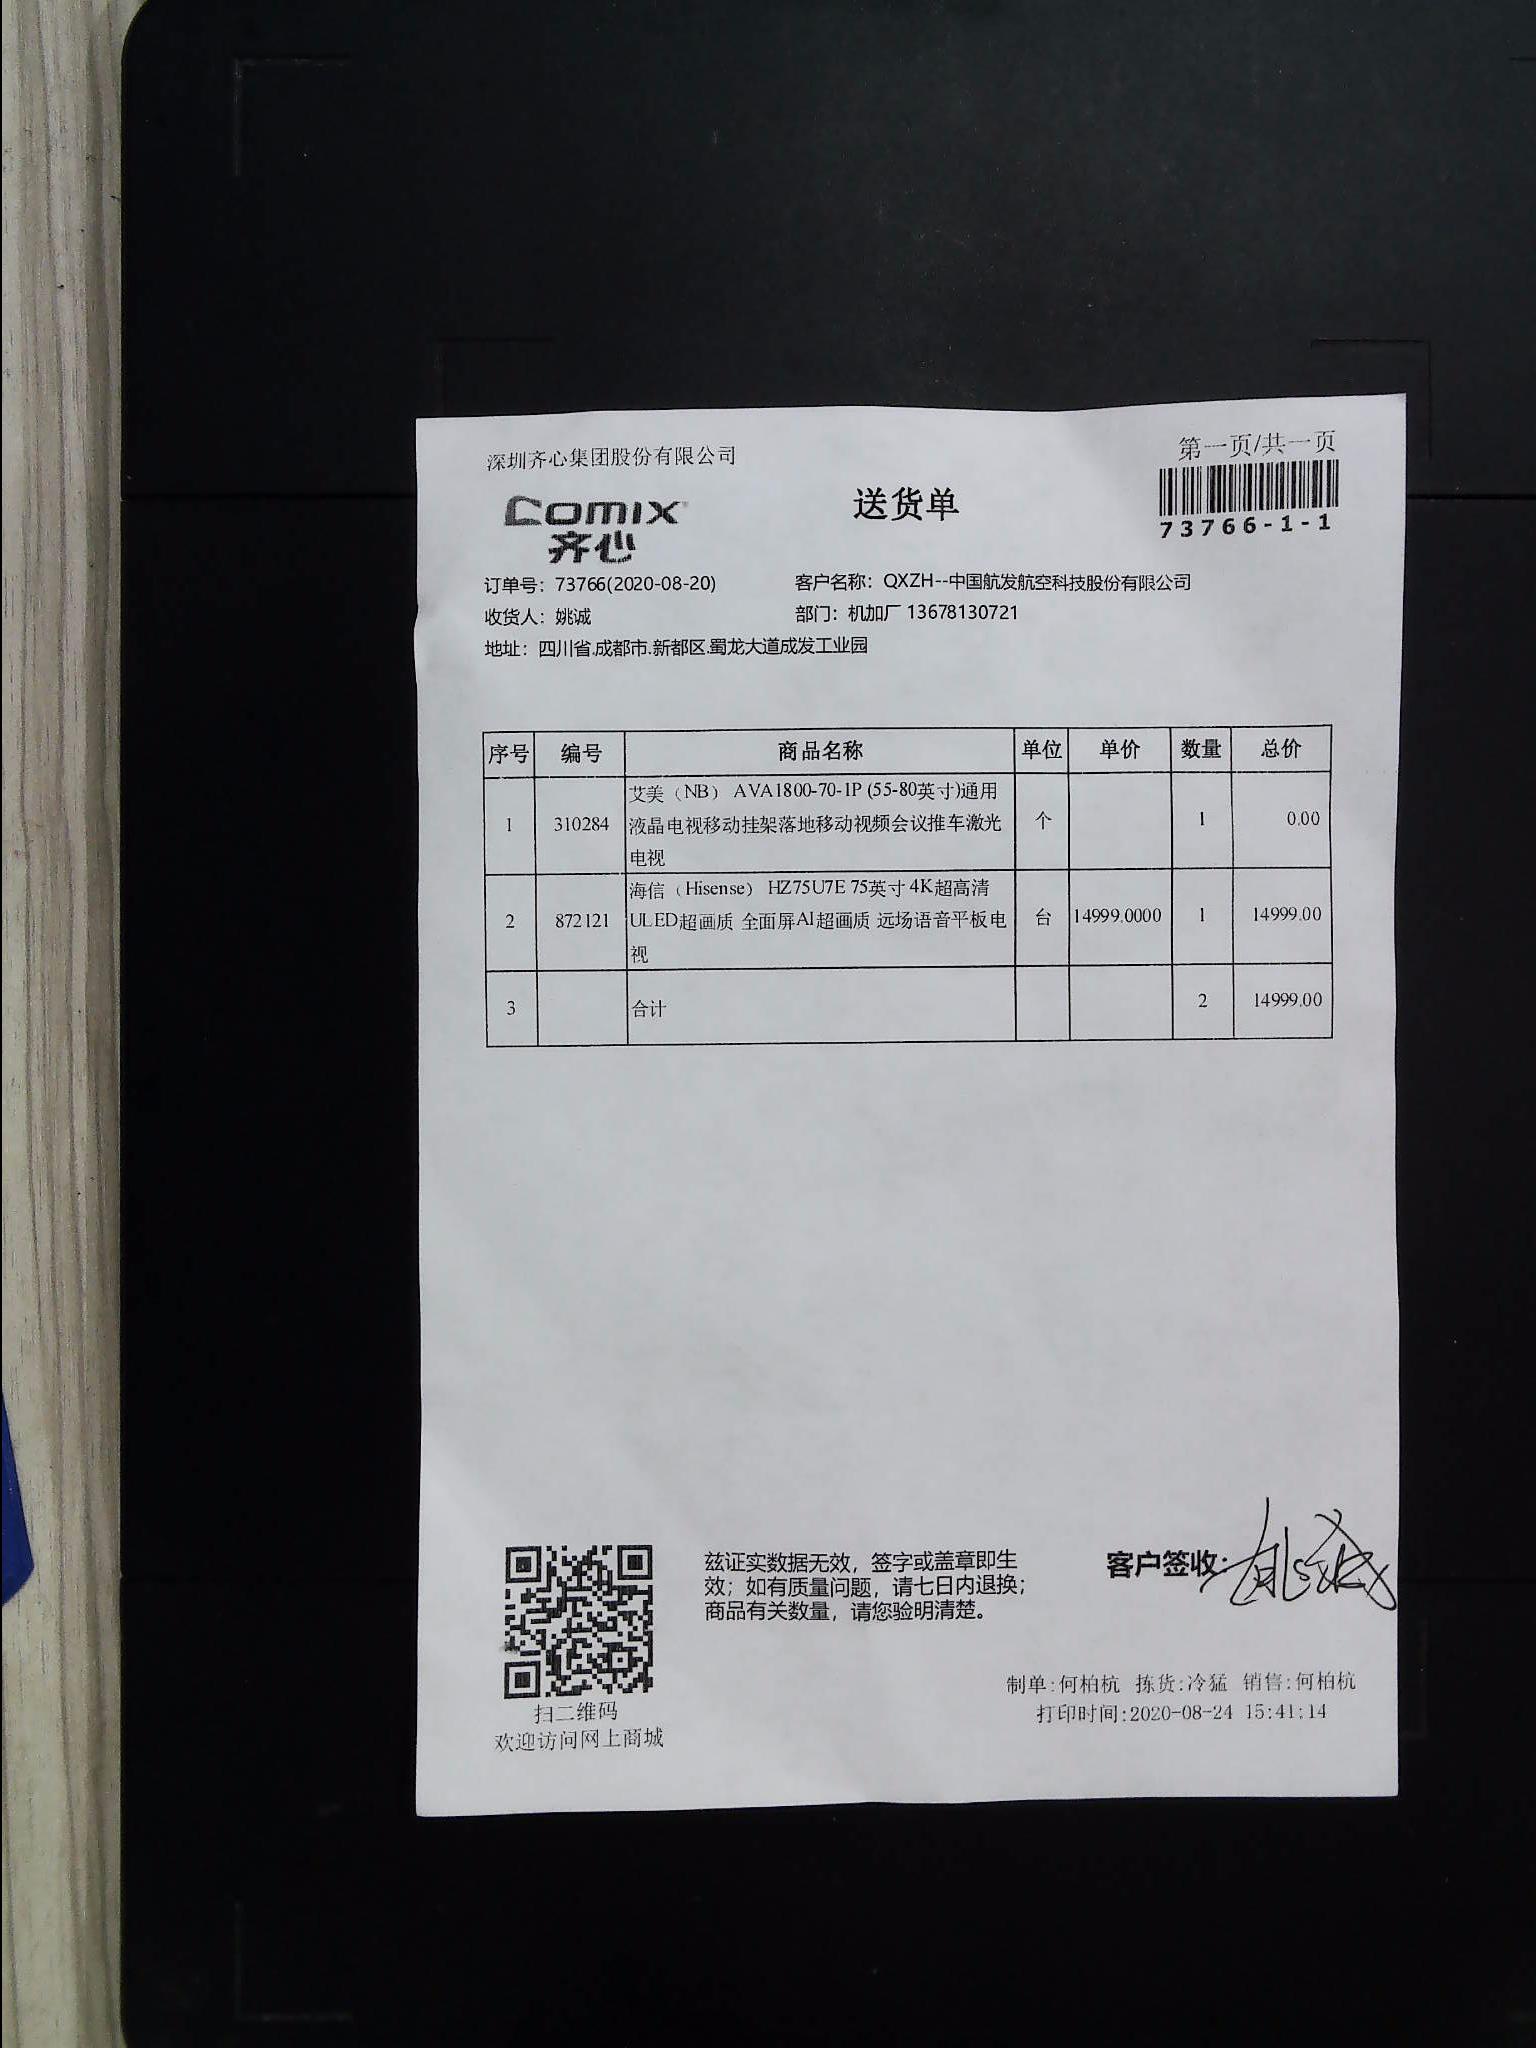 深圳齐心集团股份有限公司
第一页/共一页
COMIX
齐心
送货单
73766-1-1
订单号：73766(2020-08-20)
客户名称：QXZH--中国航发航空科技股份有限公司
收货人：姚诚
部门：机加厂 13678130721
地址：四川省.成都市.新都区.蜀龙大道成发工业园
序号 编号 商品名称 单位 单价 数量 总价
1 310284 艾美（NB） AVA1800-70-1P (55-80英寸)通用
液晶电视移动挂架落地移动视频会议推车激光
电视 个 1 0.00
2 872121 海信（Hisense） HZ75U7E 75英寸 4K超高清
ULED超画质 全面屏AI超画质 远场语音平板电
视 台 14999.0000 1 14999.00
3 合计 2 14999.00
兹证实数据无效，签字或盖章即生
效；如有质量问题，请七日内退换；
商品有关数量，请您验明清楚。
客户签收：姚诚
扫二维码
欢迎访问网上商城
制单:何柏杭 拣货:冷猛 销售:何柏杭
打印时间:2020-08-24 15:41:14